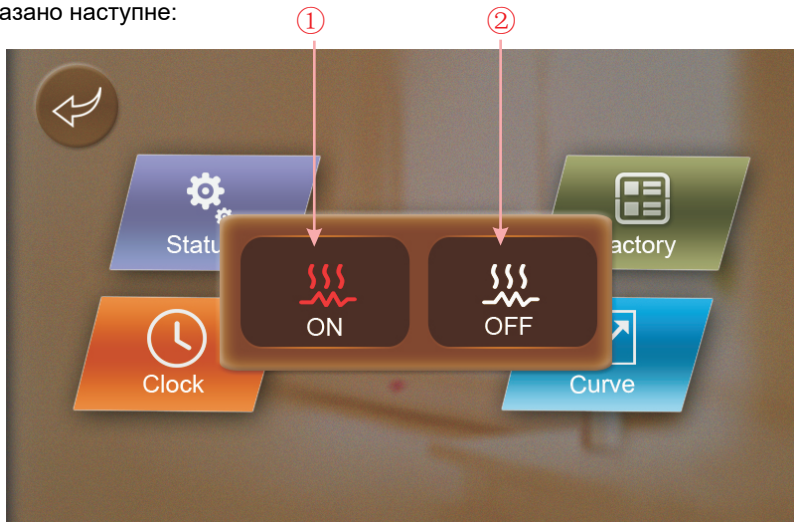 азано наступне:
① ②
Statu
actory
ON OFF
Clock Curve